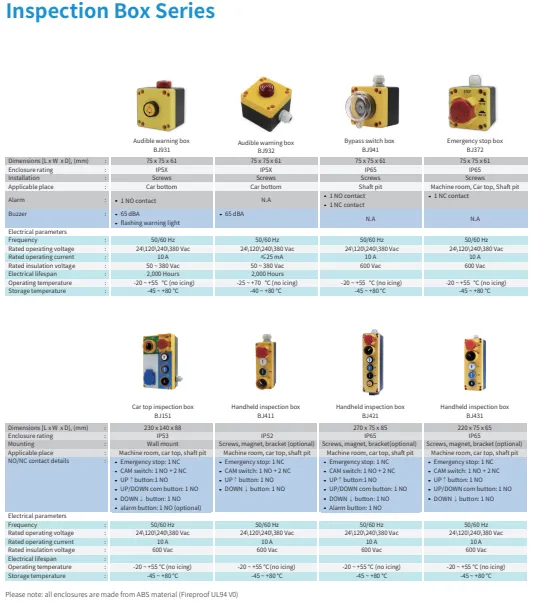 Inspection Box Series
Audible warning box Audible warning box Bypass switch box Emergency stop box
BJ931 BJ932 BJ941 BJ372
Dimensions [L x W x D], (mm) : 75 x 75 x 61 75 x 75 x 61 75 x 75 x 61 75 x 75 x 61
Enclosure rating : IP5X IP5X IP65 IP65
Installation : Screws Screws Screws Screws
Applicable place : Car bottom Car bottom Shaft pit Machine room, Car top, Shaft pit
Alarm : • 1 NO contact N.A • 1 NO contact • 1 NC contact
• 1 NC contact
Buzzer : • 65 dBA • 65 dBA N.A N.A
• flashing warning light
Electrical parameters
Frequency : 50/60 Hz 50/60 Hz 50/60 Hz 50/60 Hz
Rated operating voltage : 24\120\240\380 Vac 24\120\240\380 Vac 24\120\240\380 Vac 24\120\240\380 Vac
Rated operating current : 10 A ≤25 mA 10 A 10 A
Rated insulation voltage : 50 ~ 380 Vac 50 ~ 380 Vac 600 Vac 600 Vac
Electrical lifespan : 2,000 Hours 2,000 Hours
Operating temperature : -20 ~ +55 °C (no icing) -25 ~ +70 °C (no icing) -20 ~ +55 °C (no icing) -20 ~ +55 °C (no icing)
Storage temperature : -45 ~ +80 °C -40 ~ +80 °C -45 ~ +80 °C -45 ~ +80 °C
Car top inspection box Handheld inspection box Handheld inspection box Handheld inspection box
BJ151 BJ411 BJ421 BJ431
Dimensions [L x W x D], (mm) : 230 x 140 x 88 270 x 75 x 85 220 x 75 x 65
Enclosure rating : IP53 IP52 IP65 IP65
Mounting : Wall mount Screws, magnet, bracket (optional) Screws, magnet, bracket(optional) Screws, magnet, bracket (optional)
Applicable place : Machine room, car top, shaft pit Machine room, car top, shaft pit Machine room, car top, shaft pit Machine room, car top, shaft pit
NO/NC contact details : • Emergency stop: 1 NC • Emergency stop: 1 NC • Emergency stop: 1 NC • Emergency stop: 1 NC
• CAM switch: 1 NO + 2 NC • CAM switch: 1 NO + 2 NC • CAM switch: 1 NO + 2 NC • CAM switch: 1 NO + 2 NC
• UP ↑ button:1 NO • UP ↑ button: 1 NO • UP ↑ button:1 NO • UP ↑ button: 1 NO
• UP/DOWN com button: 1 NO • DOWN ↓ button: 1 NO • UP/DOWN com button: 1 NO • UP/DOWN com button: 1 NO
• DOWN ↓ button: 1 NO • DOWN ↓ button: 1 NO • DOWN ↓ button: 1 NO
• alarm button: 1 NO (optional) • Alarm button: 1 NO
Electrical parameters
Frequency : 50/60 Hz 50/60 Hz 50/60 Hz 50/60 Hz
Rated operating voltage : 24\120\240\380 Vac 24\120\240\380 Vac 24\120\240\380 Vac 24\120\240\380 Vac
Rated operating current : 10 A 10 A 10 A 10 A
Rated insulation voltage : 600 Vac 600 Vac 600 Vac 600 Vac
Electrical lifespan :
Operating temperature : -20 ~ +55 °C (no icing) -20 ~ +55 °C(no icing) -20 ~ +55 °C (no icing) -20 ~ +55 °C(no icing)
Storage temperature : -45 ~ +80 °C -45 ~ +80 °C -45 ~ +80 °C -45 ~ +80 °C
Please note: all enclosures are made from ABS material (Fireproof UL94 V0)